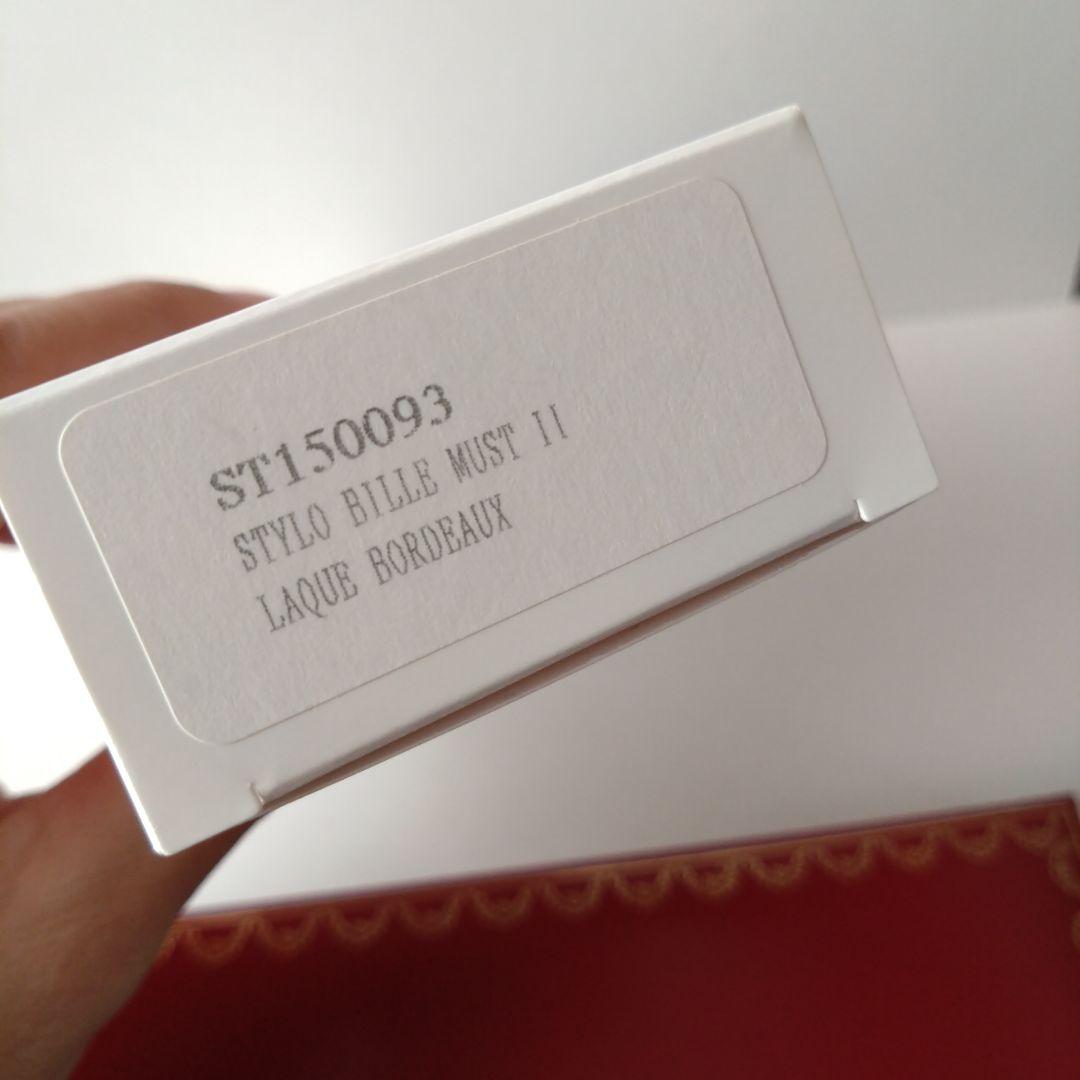 ST150093
STYLO BILLE MUST II
LAQUE BORDEAUX